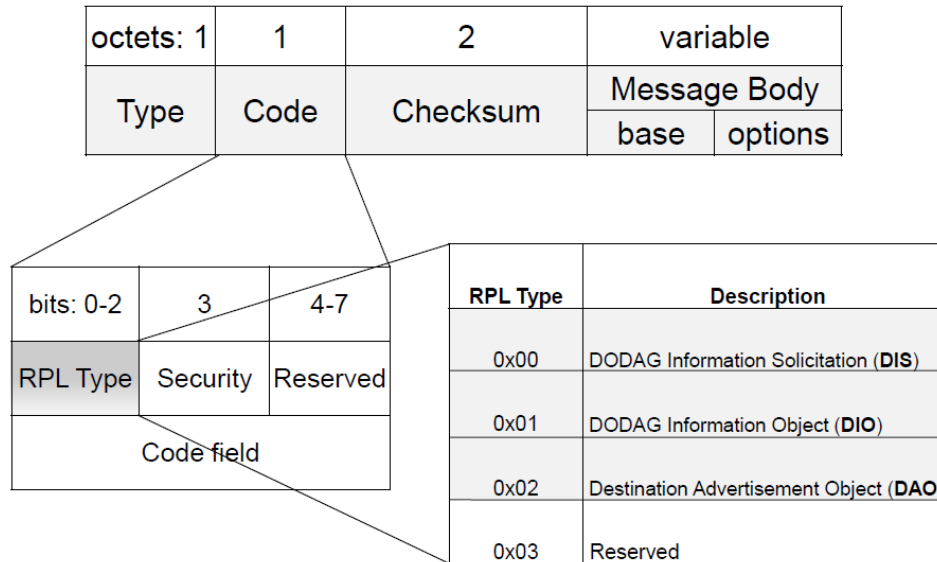 octets: 1 1 2 variable
Type Code Checksum Message Body
base options
bits: 0-2 3 4-7
RPL Type Security Reserved
Code field
RPL Type Description
0x00 DODAG Information Solicitation (DIS)
0x01 DODAG Information Object (DIO)
0x02 Destination Advertisement Object (DAO
0x03 Reserved